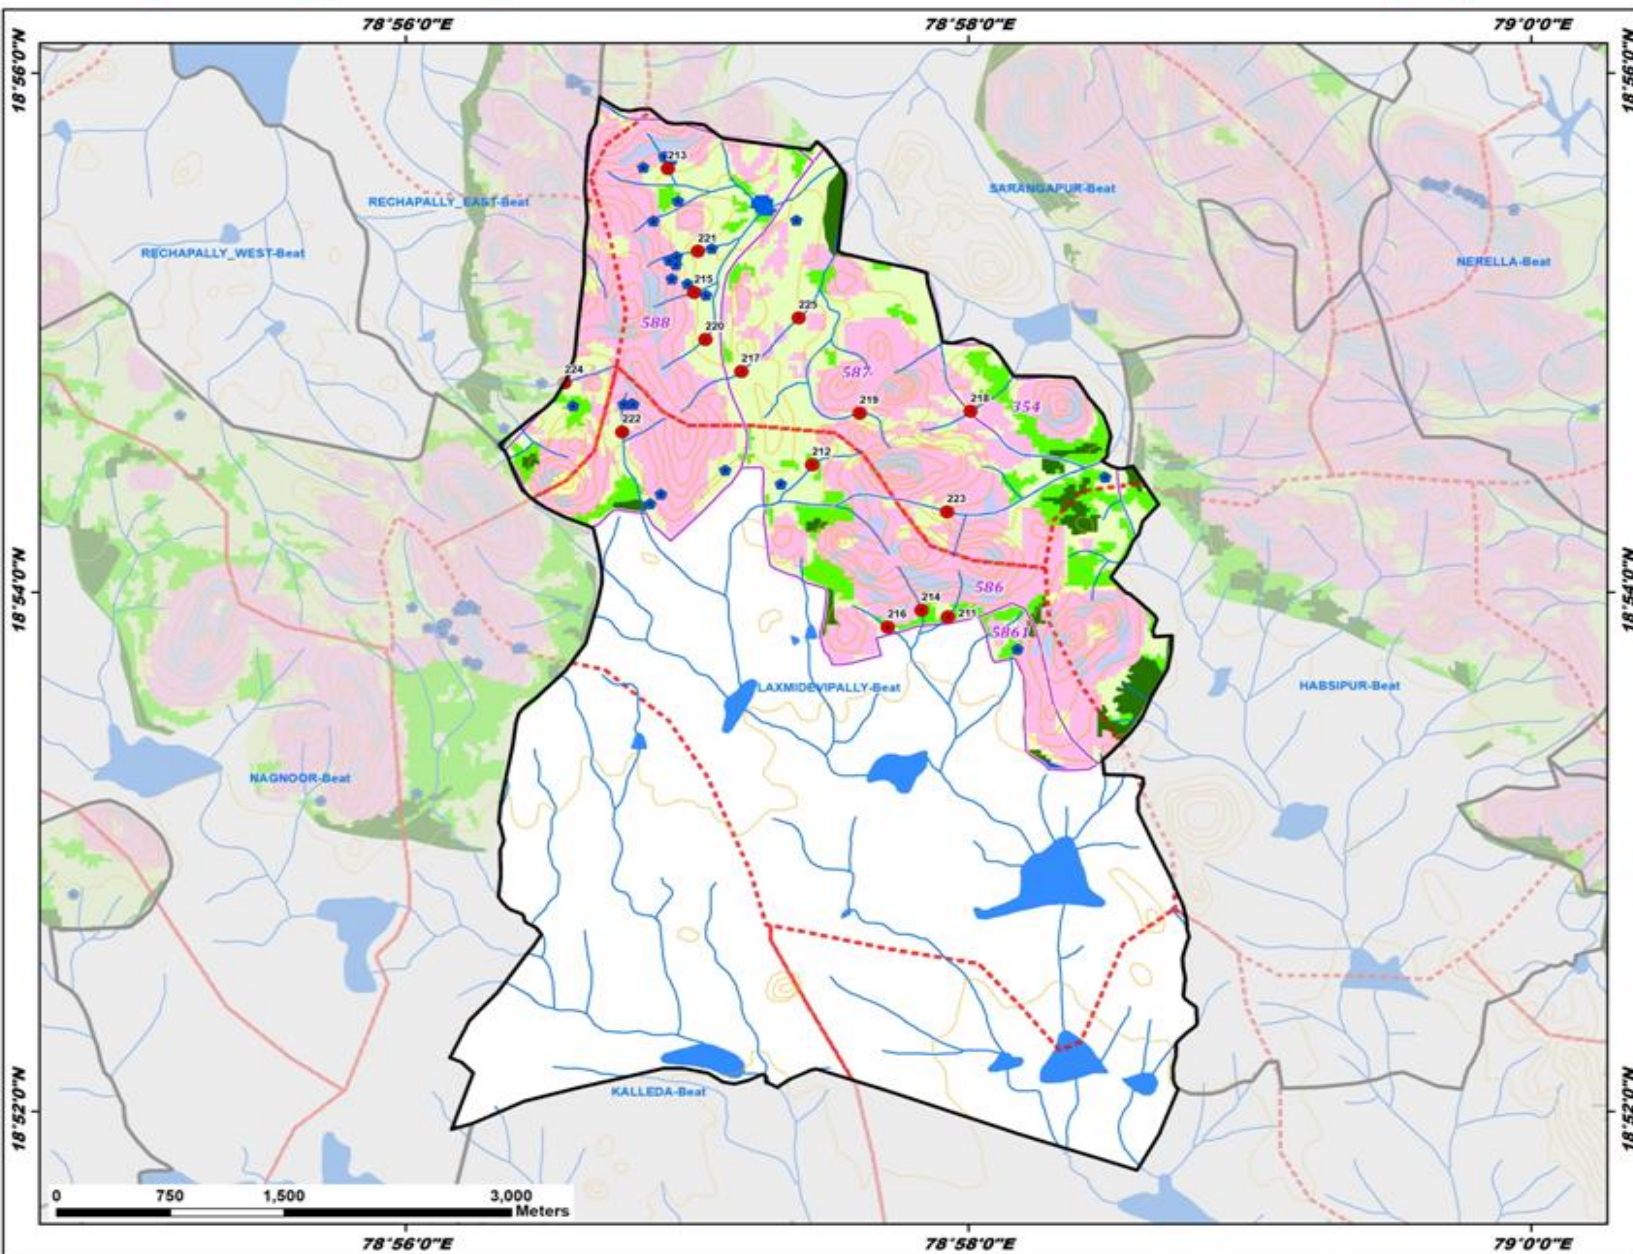 78°56'0"E
78°58'0"E
79°0'0"E
18°56'0"N
18°56'0"N
213
SARANGAPUR-Beat
RECHAPALLY_EAST-Beat
221
RECHAPALLY_WEST-Beat
NERELLA-Beat
215
225
588
220
217
587
224
219
218
354
222
212
223
18°54'0"N
18°54'0"N
586
214
216
211
5861
LAXMIDEVIPALLY-Beat
HABSIPUR-Beat
NAGNOOR-Beat
KALLEDA-Beat
18°52'0"N
18°52'0"N
0 750 1,500 3,000
Meters
78°56'0"E
78°58'0"E
79°0'0"E